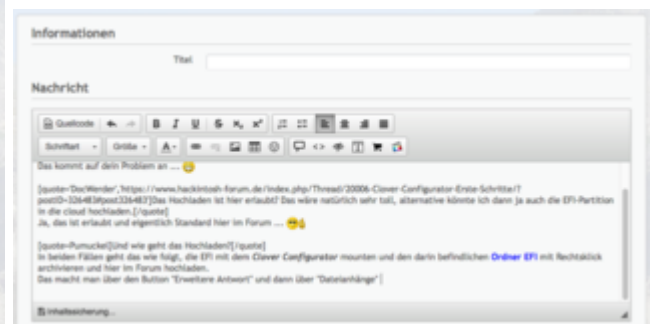 Informationen
Titel
Nachricht
Quellcode B I U S x, x²
Schriftart Größe A
Das kommt auf dein Problem an ...
[quote='DocWerder','https://www.hackintosh-forum.de/index.php/Thread/20006-Clover-Configurator-Erste-Schritte/?
postID=326483#post326483']Das Hochladen ist hier erlaubt? Das wäre natürlich sehr toll, alternative könnte ich dann ja auch die EFI-Partition
in die cloud hochladen.[/quote]
Ja, das ist erlaubt und eigentlich Standard hier im Forum ...
[quote=Pumuckel]Und wie geht das Hochladen?[/quote]
In beiden Fällen geht das wie folgt, die EFI mit dem Clover Configurator mounten und den darin befindlichen Ordner EFI mit Rechtsklick
archivieren und hier im Forum hochladen.
Das macht man über den Button "Erweitere Antwort" und dann über "Dateianhänge"
Inhaltssicherung...